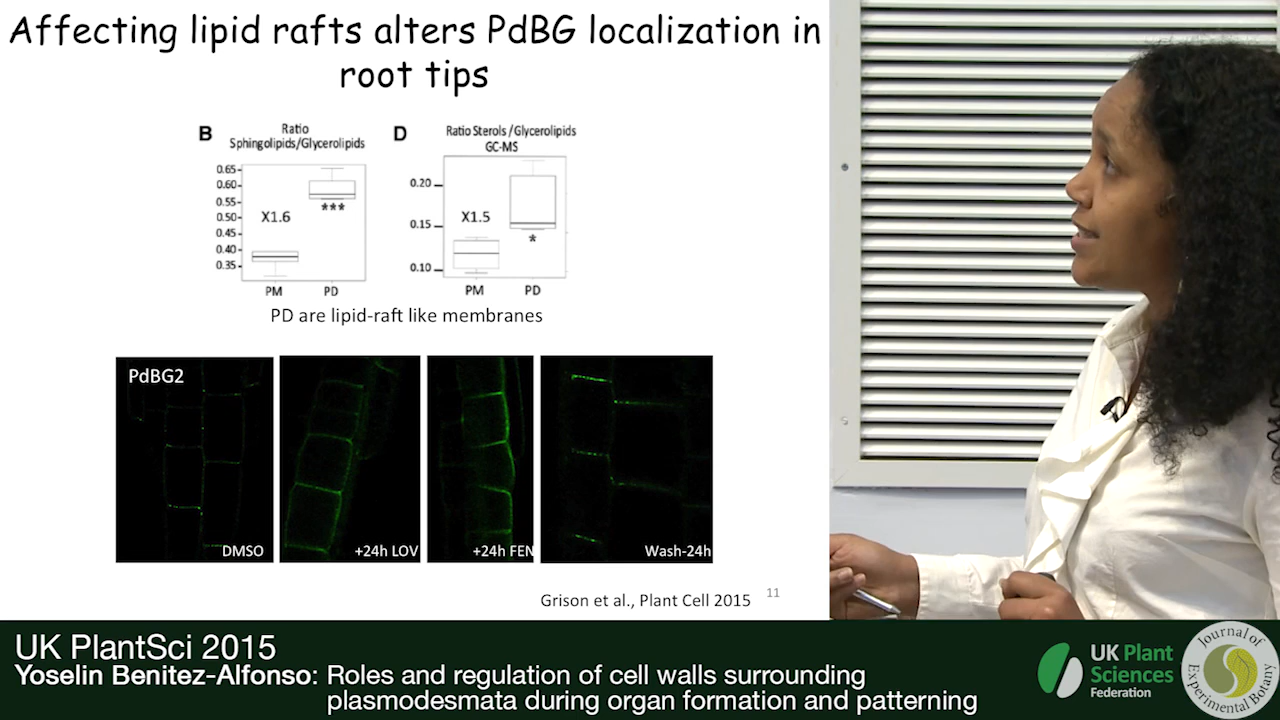 Affecting lipid rafts alters PdBG localization in
root tips
B
Ratio
Sphingolipids/Glycerolipids
0.65
0.60
0.55
0.50
0.45
0.40
0.35
X1.6
***
PM PD
D
Ratio Sterols/Glycerolipids
GC-MS
0.20
0.15
0.10
X1.5
*
PM PD
PD are lipid-raft like membranes
PdBG2
DMSO
+24h LOV
+24h FEN
Wash-24h
Grison et al., Plant Cell 2015
11
S
UK PlantSci 2015
Yoselin Benitez-Alfonso: Roles and regulation of cell walls surrounding
plasmodesmata during organ formation and patterning
UK Plant
Sciences
Federation
Journal of
Experimental Botany